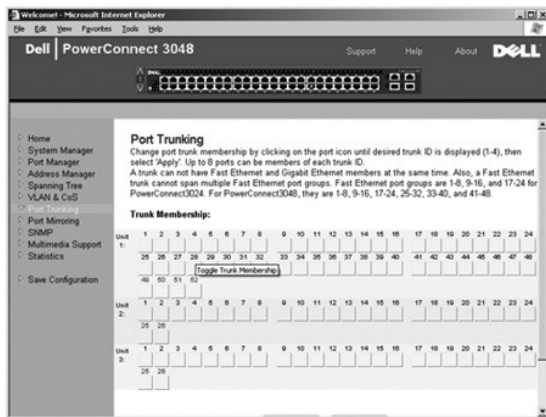 Welcome! - Microsoft Internet Explorer
File Edit View Favorites Tools Help
Dell PowerConnect 3048
Support Help About DELL
Home
System Manager
Port Manager
Address Manager
Spanning Tree
VLAN & CoS
Port Trunking
Port Mirroring
SNMP
Multimedia Support
Statistics
Save Configuration
Port Trunking
Change port trunk membership by clicking on the port icon until desired trunk ID is displayed (1-4), then
select 'Apply'. Up to 8 ports can be members of each trunk ID.
A trunk can not have Fast Ethernet and Gigabit Ethernet members at the same time. Also, a Fast Ethernet
trunk cannot span multiple Fast Ethernet port groups. Fast Ethernet port groups are 1-8, 9-16, and 17-24 for
PowerConnect3024. For PowerConnect3048, they are 1-8, 9-16, 17-24, 25-32, 33-40, and 41-48.
Trunk Membership:
Unit 1: 1 2 3 4 5 6 7 8 9 10 11 12 13 14 15 16 17 18 19 20 21 22 23 24
25 26 27 28 29 30 31 32 33 34 35 36 37 38 39 40 41 42 43 44 45 46 47 48
Toggle Trunk Membership
49 50 51 52
Unit 2: 1 2 3 4 5 6 7 8 9 10 11 12 13 14 15 16 17 18 19 20 21 22 23 24
25 26
Unit 3: 1 2 3 4 5 6 7 8 9 10 11 12 13 14 15 16 17 18 19 20 21 22 23 24
25 26